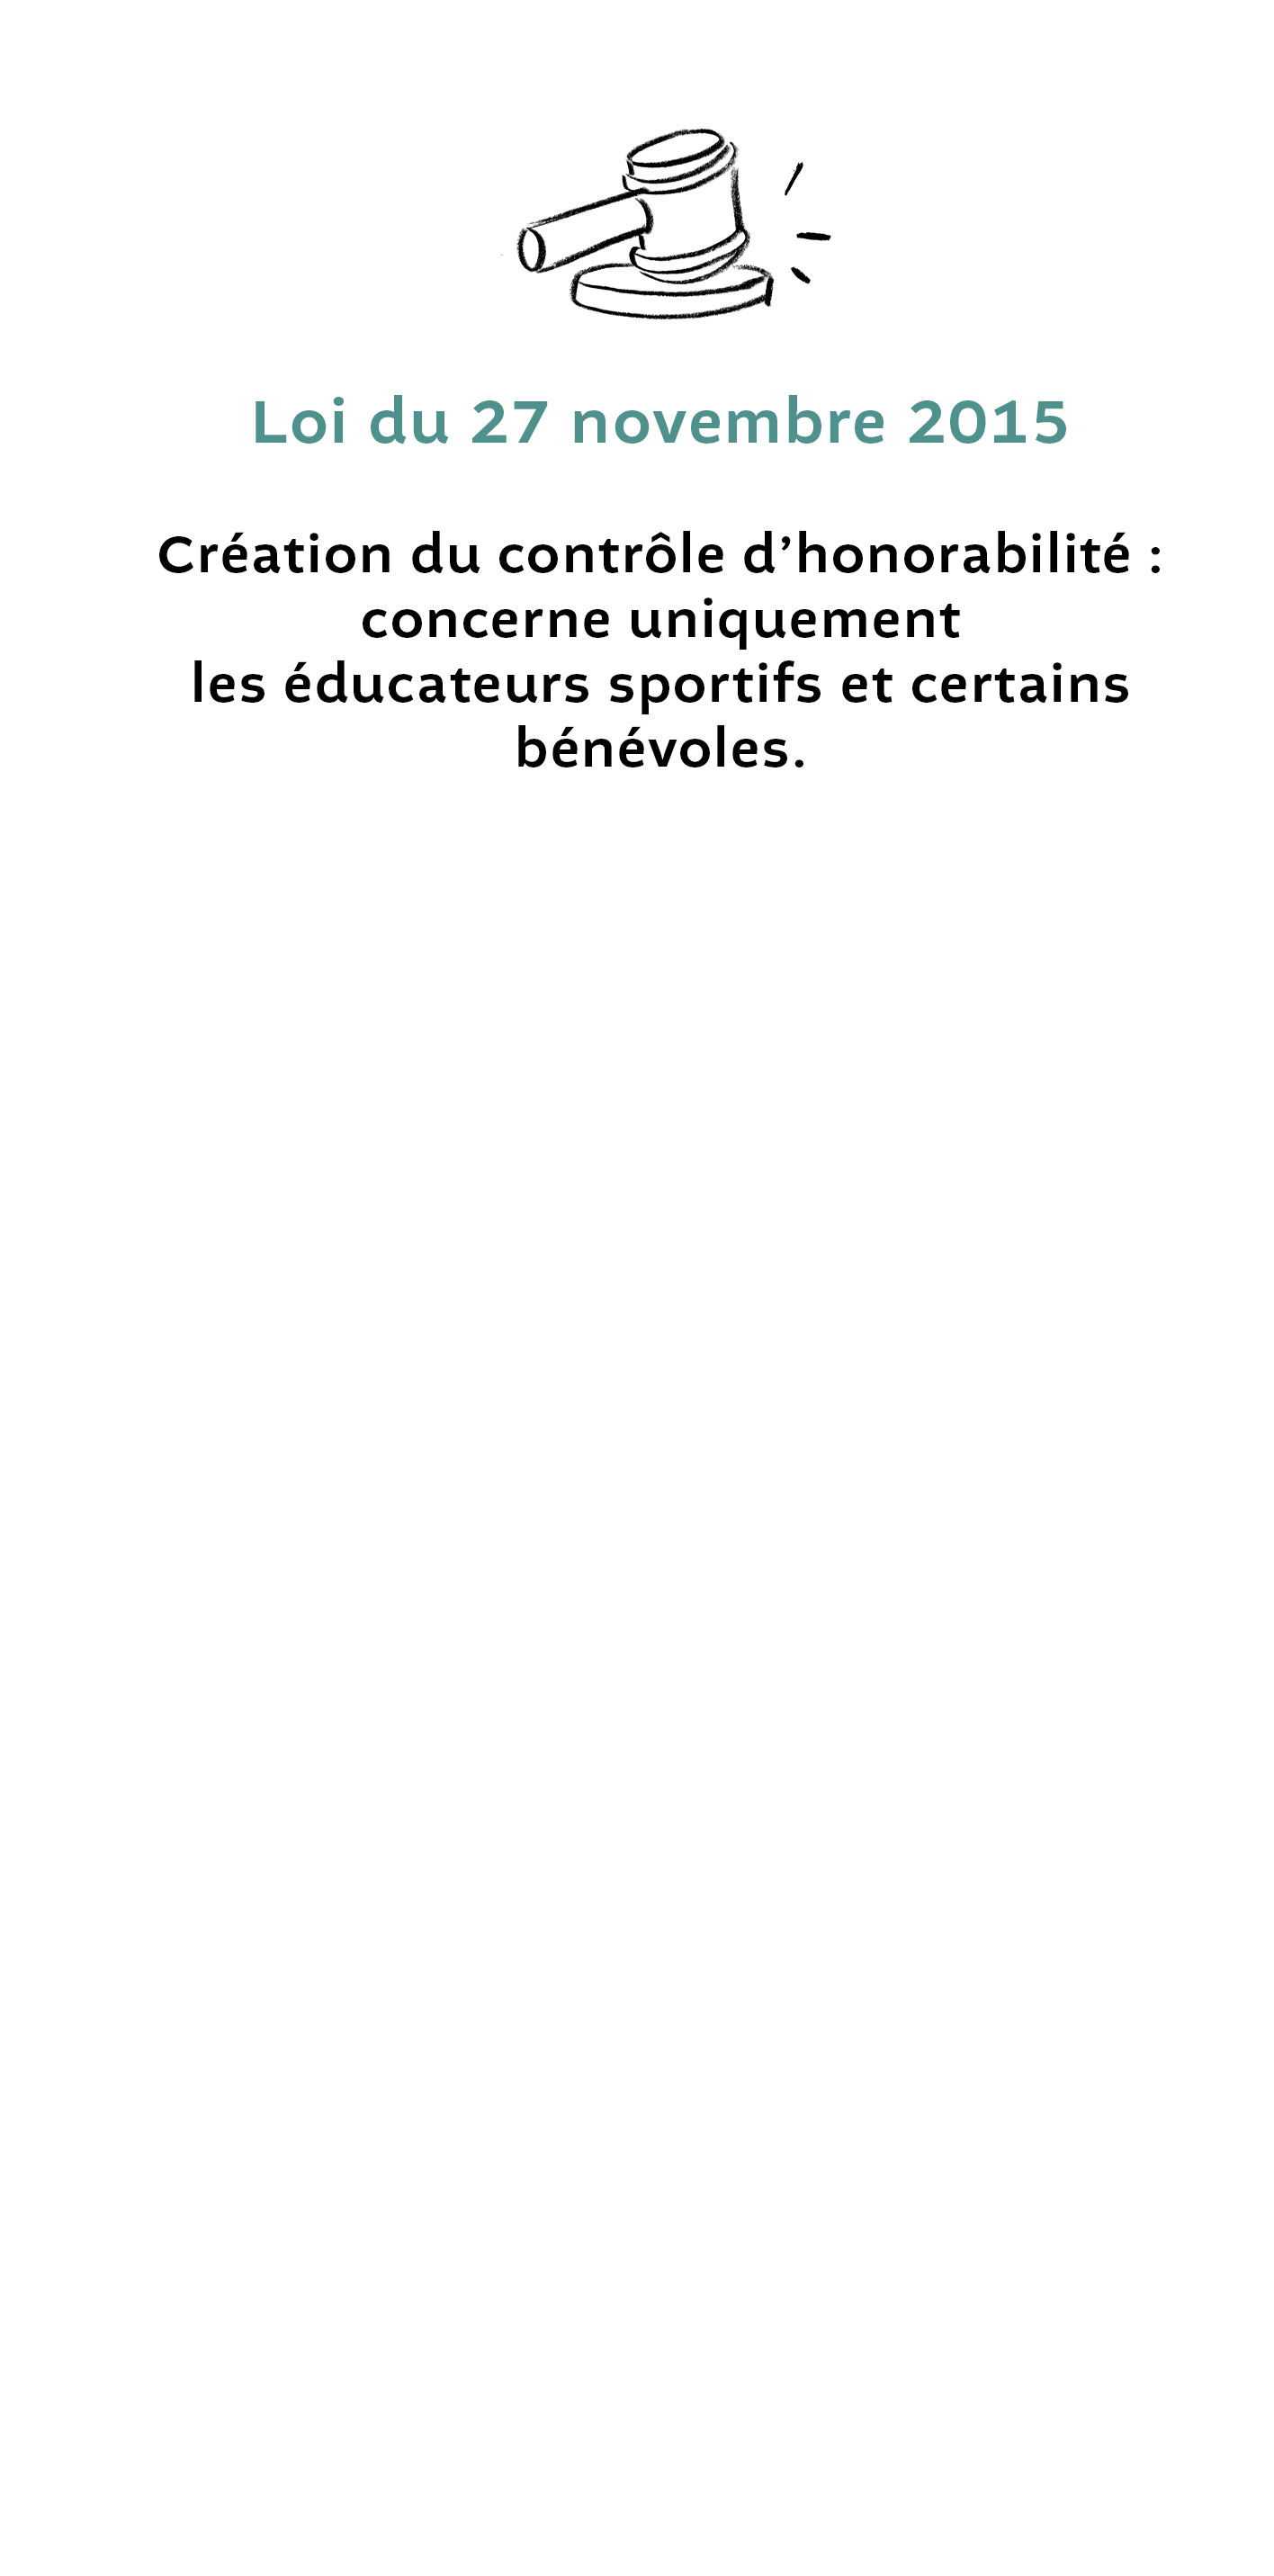 Loi du 27 novembre 2015
Création du contrôle d’honorabilité :
concerne uniquement
les éducateurs sportifs et certains
bénévoles.